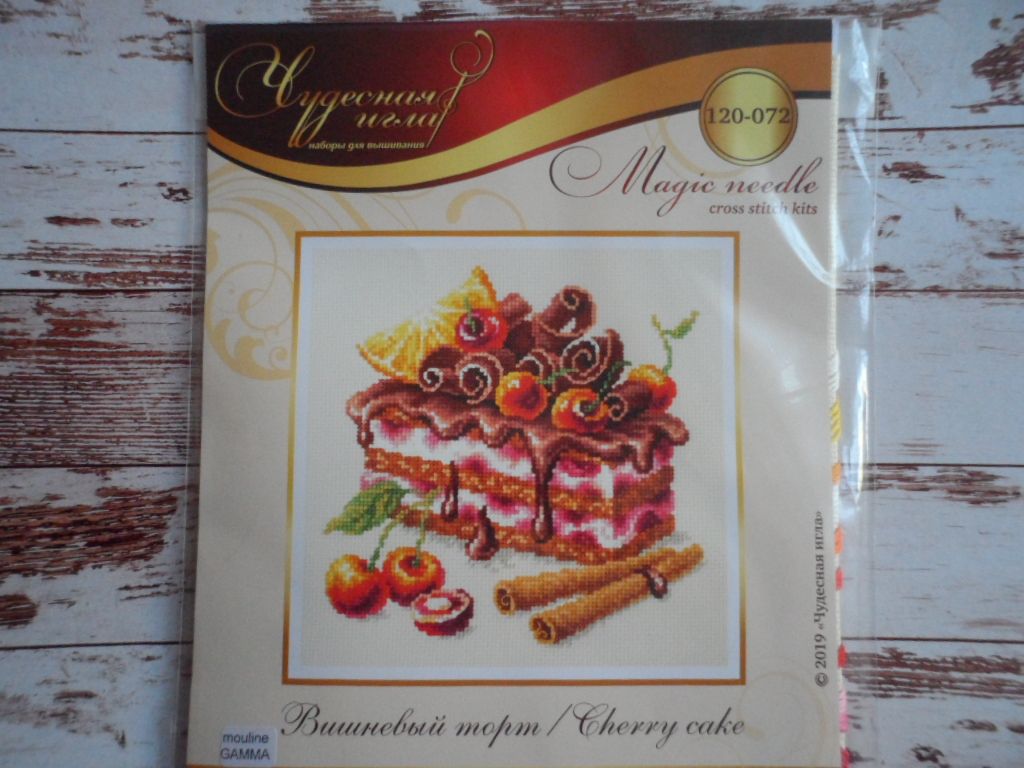 Чудесная
игла
наборы для вышивания
120-072
Magic needle
cross stitch kits
© 2019 «Чудесная игла»
Вишневый торт / Cherry cake
mouline
GAMMA